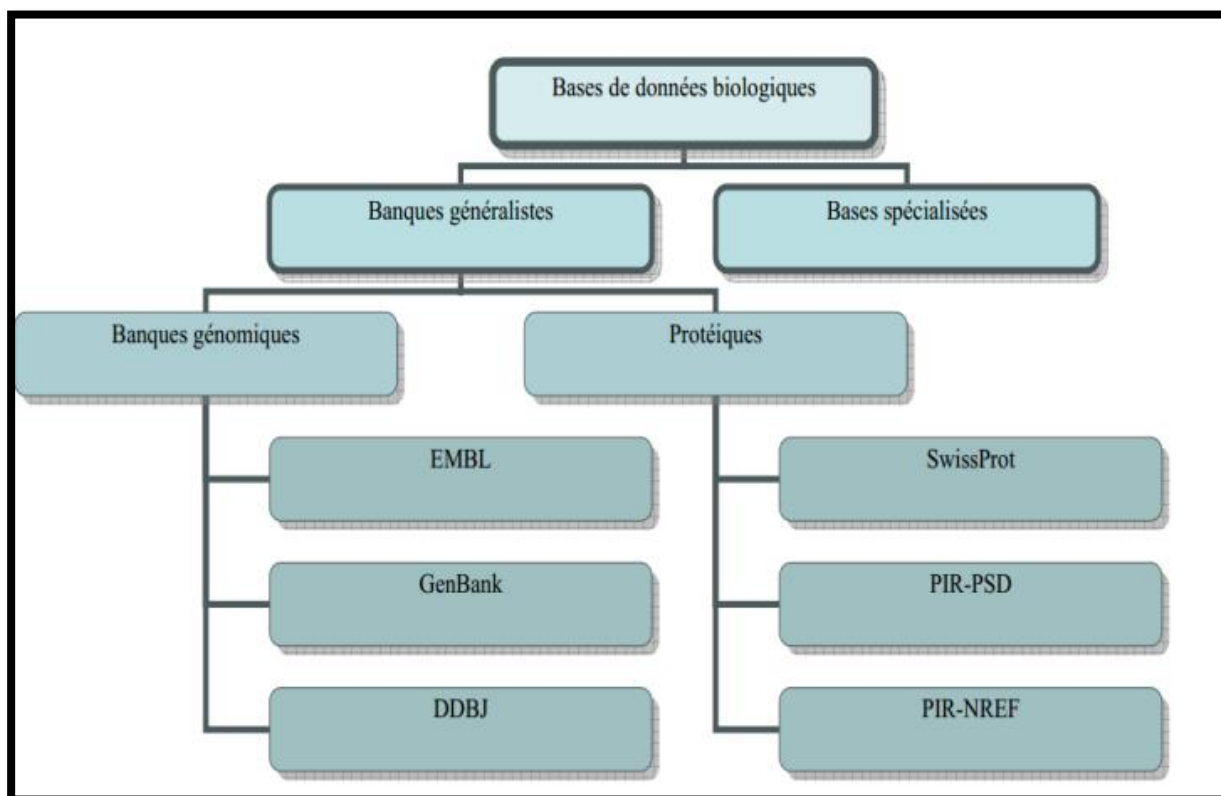 Bases de données biologiques
Banques généralistes
Bases spécialisées
Banques génomiques
Protéiques
EMBL
SwissProt
GenBank
PIR-PSD
DDBJ
PIR-NREF